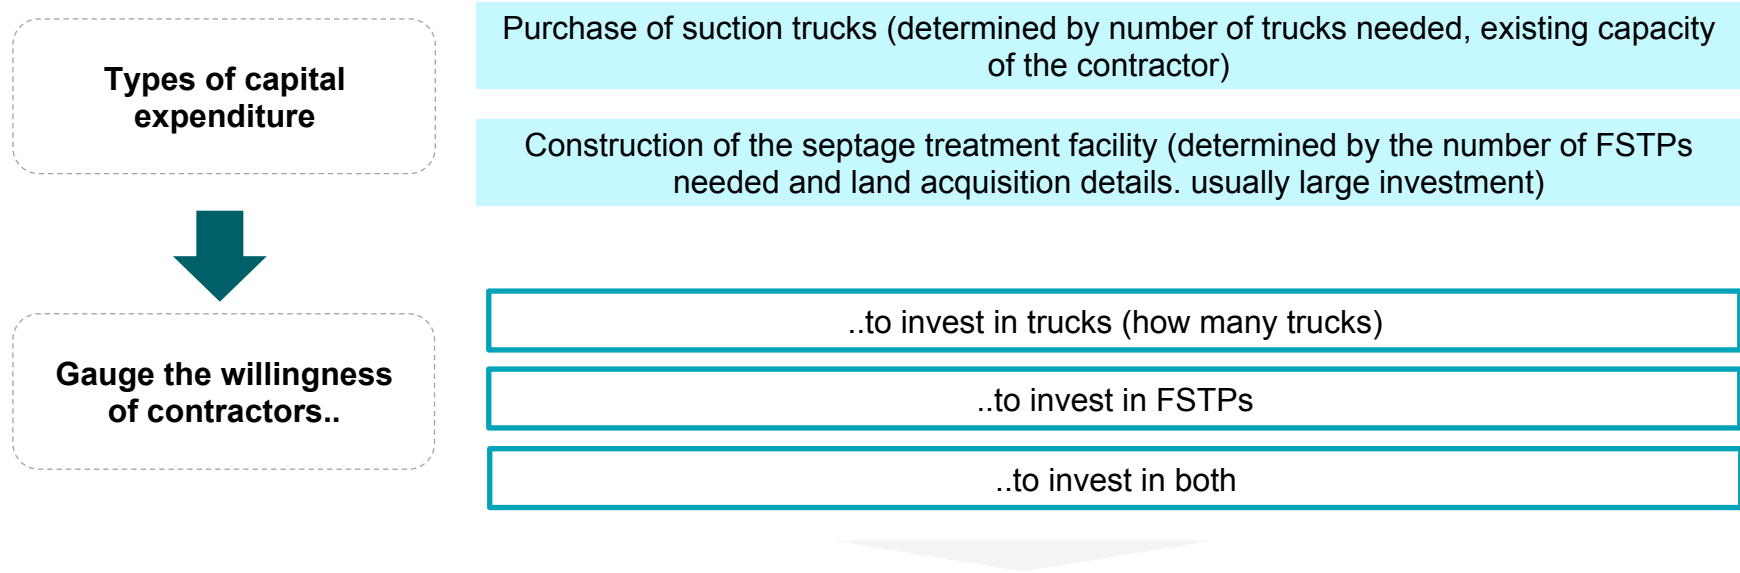 Types of capital
expenditure
Purchase of suction trucks (determined by number of trucks needed, existing capacity
of the contractor)
Construction of the septage treatment facility (determined by the number of FSTPs
needed and land acquisition details. usually large investment)
Gauge the willingness
of contractors..
..to invest in trucks (how many trucks)
..to invest in FSTPs
..to invest in both